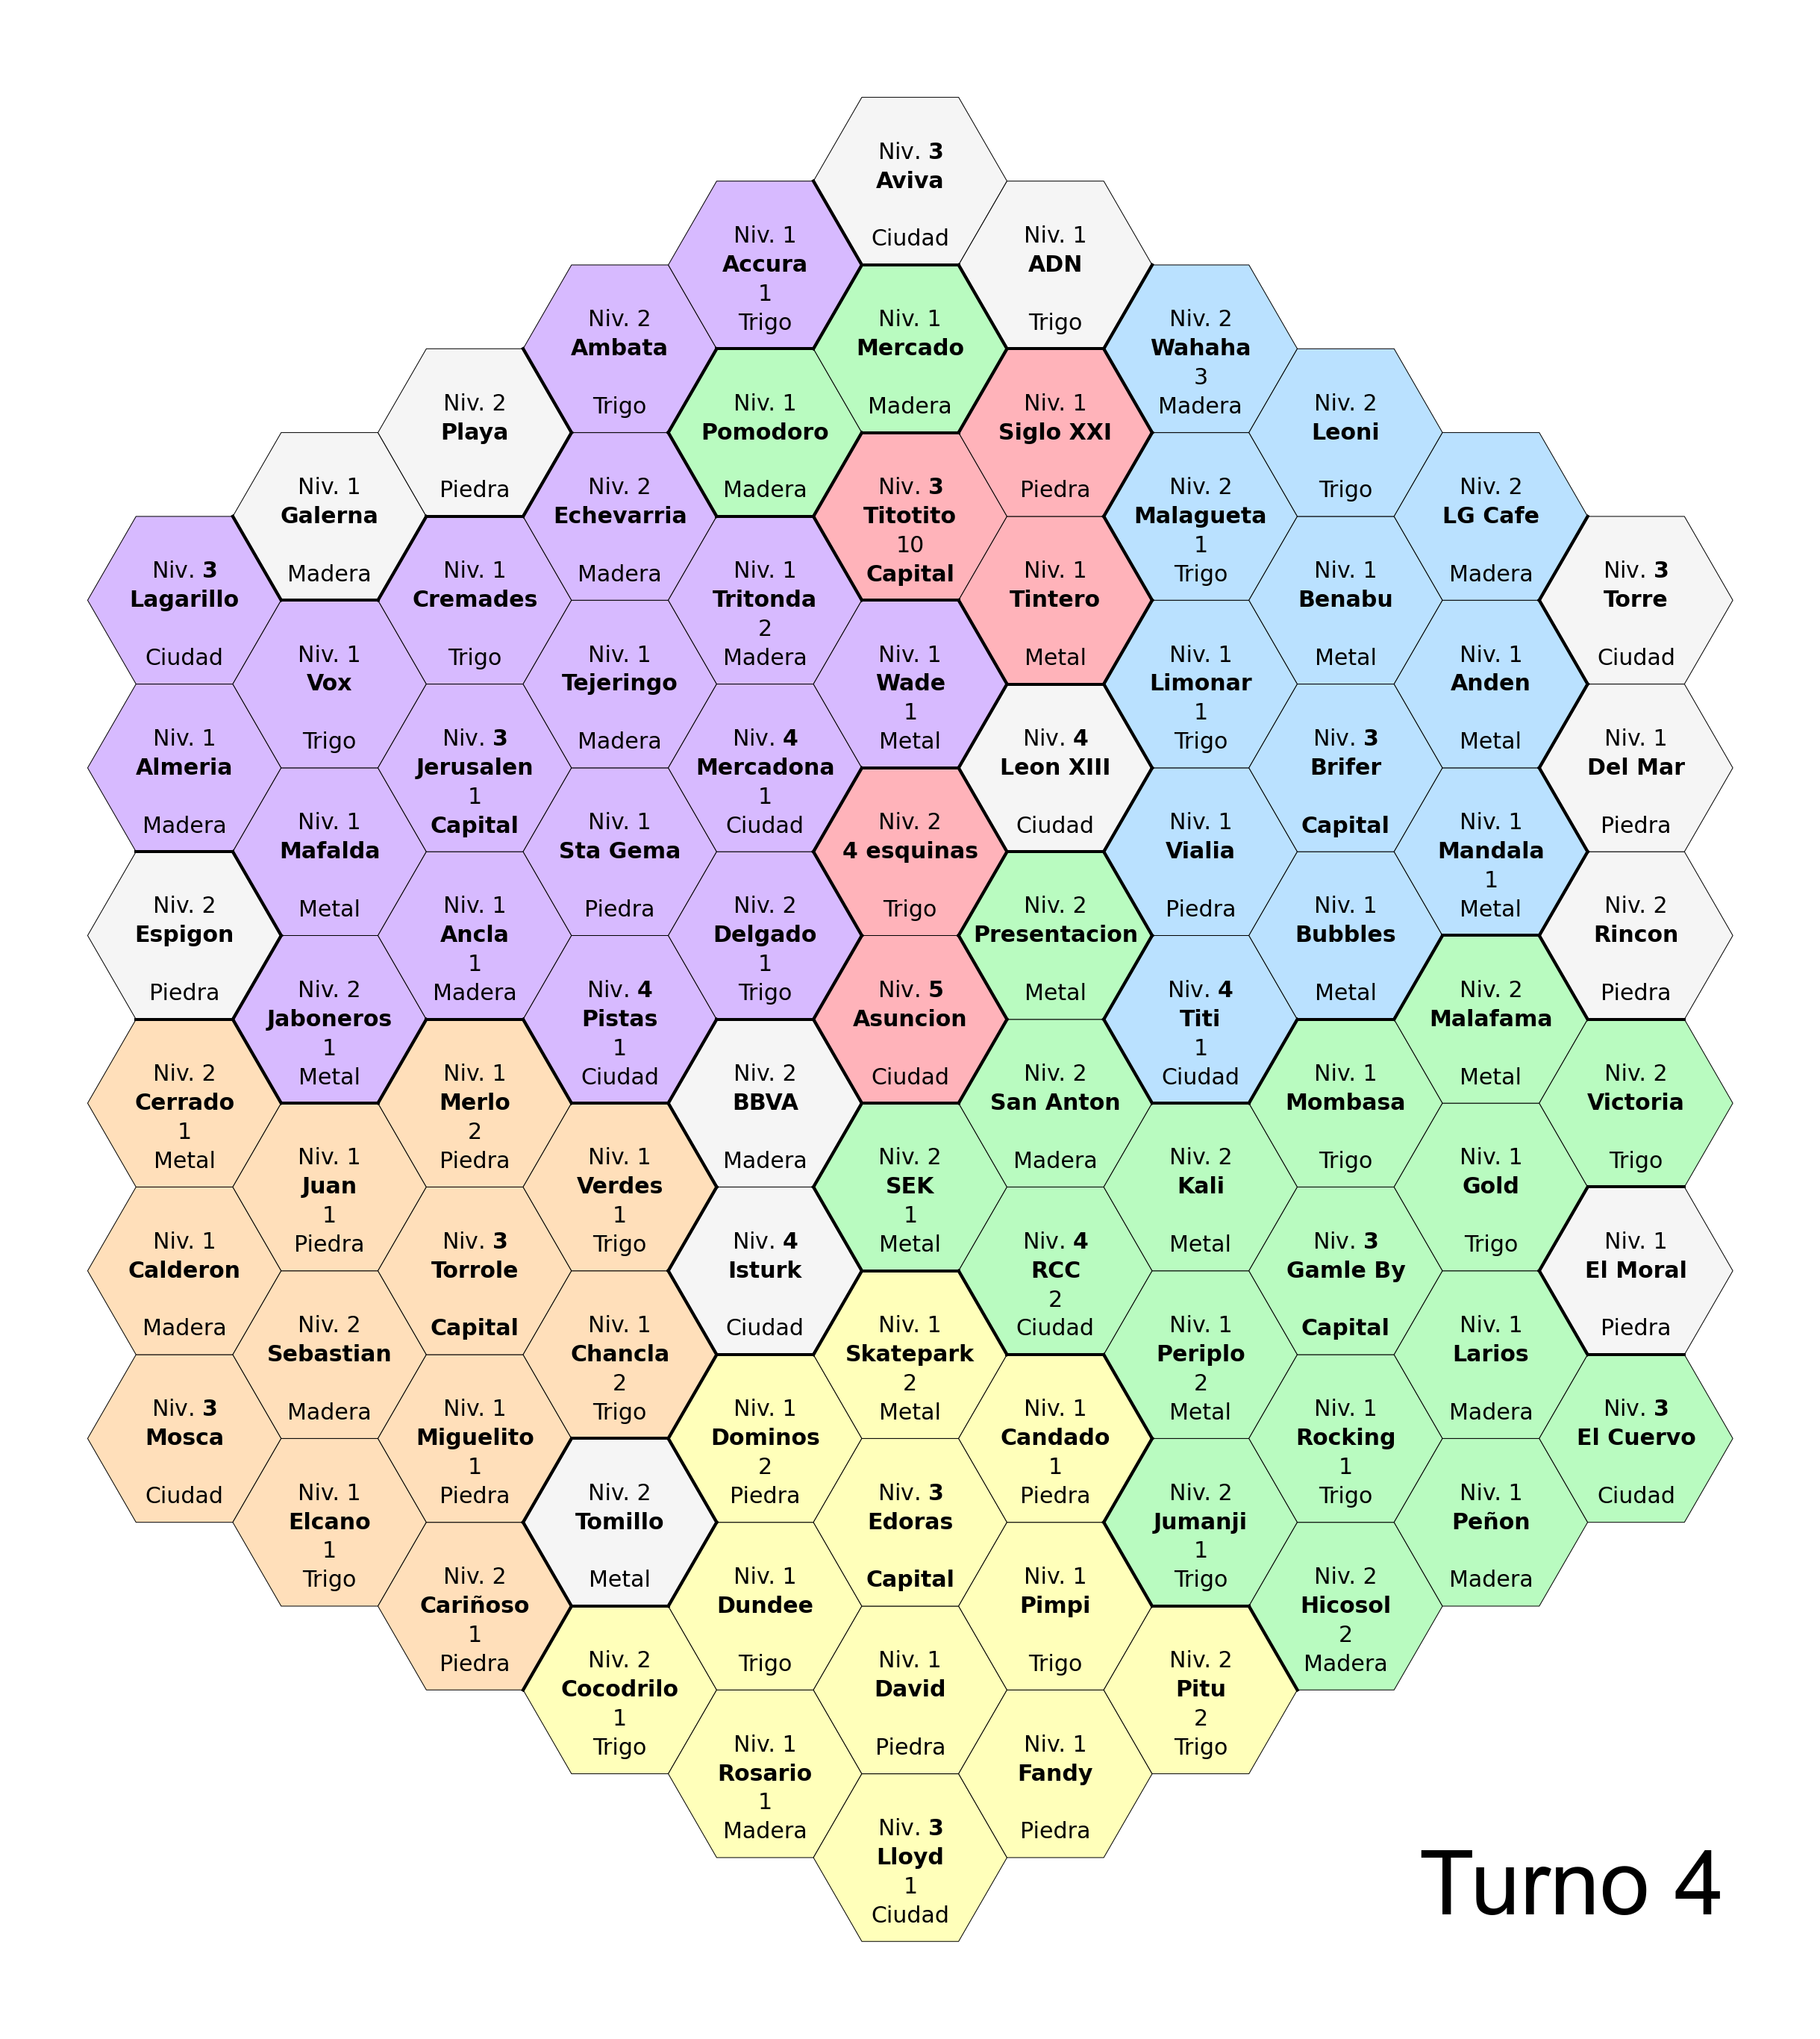 Niv. 3
Aviva
Ciudad
Niv. 1
Accura
1
Trigo
Niv. 1
ADN
Trigo
Niv. 2
Ambata
Trigo
Niv. 1
Mercado
Madera
Niv. 2
Wahaha
3
Madera
Niv. 2
Playa
Piedra
Niv. 1
Pomodoro
Madera
Niv. 1
Siglo XXI
Piedra
Niv. 2
Leoni
Trigo
Niv. 1
Galerna
Madera
Niv. 2
Echevarria
Madera
Niv. 3
Titotito
10
Capital
Niv. 2
Malagueta
1
Trigo
Niv. 2
LG Cafe
Madera
Niv. 3
Lagarillo
Ciudad
Niv. 1
Cremades
Trigo
Niv. 1
Tritonda
2
Madera
Niv. 1
Tintero
Metal
Niv. 1
Benabu
Metal
Niv. 3
Torre
Ciudad
Niv. 1
Vox
Trigo
Niv. 1
Tejeringo
Madera
Niv. 1
Wade
1
Metal
Niv. 1
Limonar
1
Trigo
Niv. 1
Anden
Metal
Niv. 1
Almeria
Madera
Niv. 3
Jerusalen
1
Capital
Niv. 4
Mercadona
1
Ciudad
Niv. 4
Leon XIII
Ciudad
Niv. 3
Brifer
Capital
Niv. 1
Del Mar
Piedra
Niv. 1
Mafalda
Metal
Niv. 1
Sta Gema
Piedra
Niv. 2
4 esquinas
Trigo
Niv. 1
Vialia
Piedra
Niv. 1
Mandala
1
Metal
Niv. 2
Espigon
Piedra
Niv. 1
Ancla
1
Madera
Niv. 2
Delgado
1
Trigo
Niv. 2
Presentacion
Metal
Niv. 1
Bubbles
Metal
Niv. 2
Rincon
Piedra
Niv. 2
Jaboneros
1
Metal
Niv. 4
Pistas
1
Ciudad
Niv. 5
Asuncion
Ciudad
Niv. 4
Titi
1
Ciudad
Niv. 2
Malafama
Metal
Niv. 2
Cerrado
1
Metal
Niv. 1
Merlo
2
Piedra
Niv. 2
BBVA
Madera
Niv. 2
San Anton
Madera
Niv. 1
Mombasa
Trigo
Niv. 2
Victoria
Trigo
Niv. 1
Juan
1
Piedra
Niv. 1
Verdes
1
Trigo
Niv. 2
SEK
1
Metal
Niv. 2
Kali
Metal
Niv. 1
Gold
Trigo
Niv. 1
Calderon
Madera
Niv. 3
Torrole
Capital
Niv. 4
Isturk
Ciudad
Niv. 4
RCC
2
Ciudad
Niv. 3
Gamle By
Capital
Niv. 1
El Moral
Piedra
Niv. 2
Sebastian
Madera
Niv. 1
Chancla
2
Trigo
Niv. 1
Skatepark
2
Metal
Niv. 1
Periplo
2
Metal
Niv. 1
Larios
Madera
Niv. 3
Mosca
Ciudad
Niv. 1
Miguelito
1
Piedra
Niv. 1
Dominos
2
Piedra
Niv. 1
Candado
1
Piedra
Niv. 1
Rocking
1
Trigo
Niv. 3
El Cuervo
Ciudad
Niv. 1
Elcano
1
Trigo
Niv. 2
Tomillo
Metal
Niv. 3
Edoras
Capital
Niv. 2
Jumanji
1
Trigo
Niv. 1
Peñon
Madera
Niv. 2
Cariñoso
1
Piedra
Niv. 1
Dundee
Trigo
Niv. 1
Pimpi
Trigo
Niv. 2
Hicosol
2
Madera
Niv. 2
Cocodrilo
1
Trigo
Niv. 1
David
Piedra
Niv. 2
Pitu
2
Trigo
Niv. 1
Rosario
1
Madera
Niv. 1
Fandy
Piedra
Niv. 3
Lloyd
1
Ciudad
Turno 4